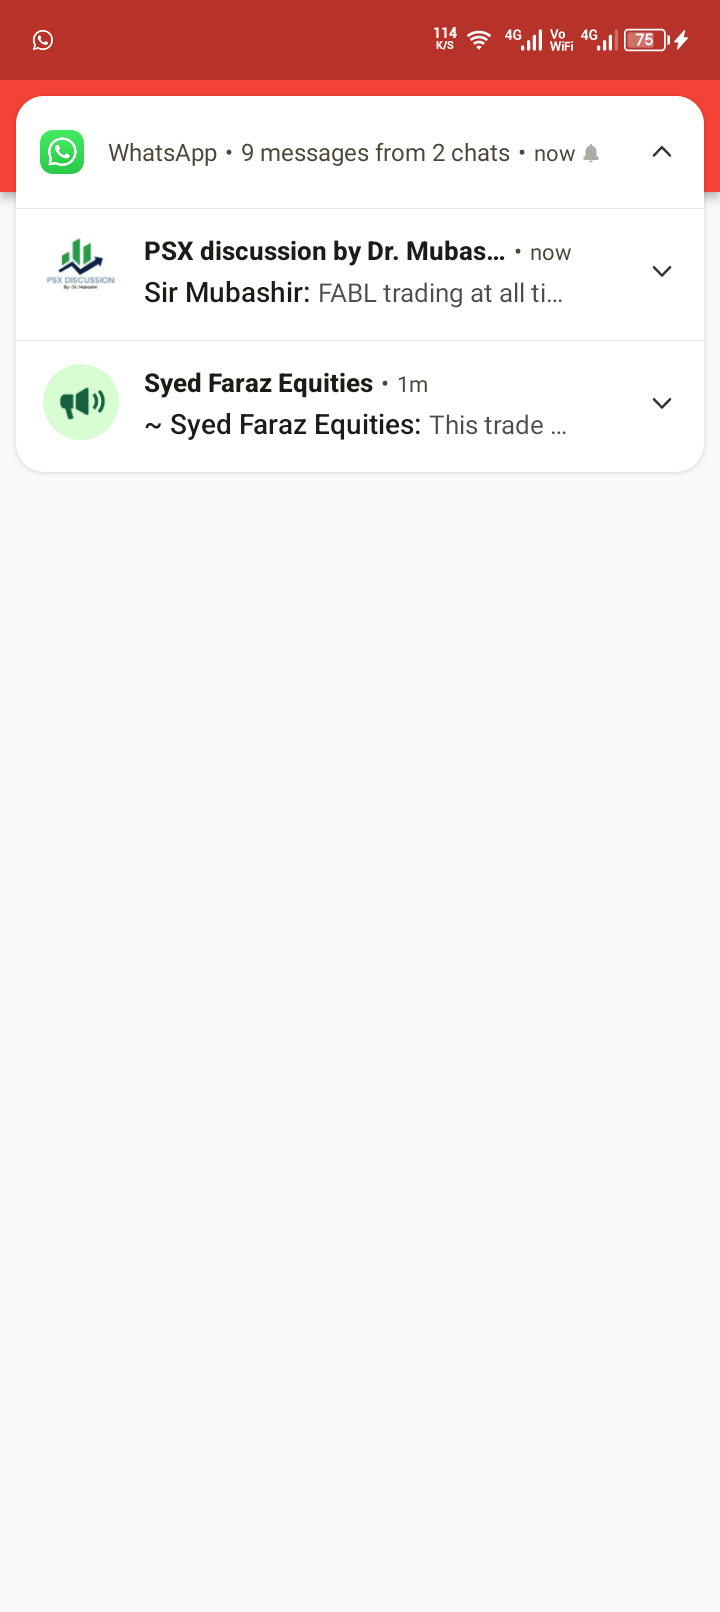 114
K/S
4G
Vo
WiFi
4G
75
WhatsApp • 9 messages from 2 chats • now
PSX discussion by Dr. Mubas... • now
Sir Mubashir: FABL trading at all ti...
PSX DISCUSSION
By : Dr. Mubashir
Syed Faraz Equities • 1m
~ Syed Faraz Equities: This trade ...